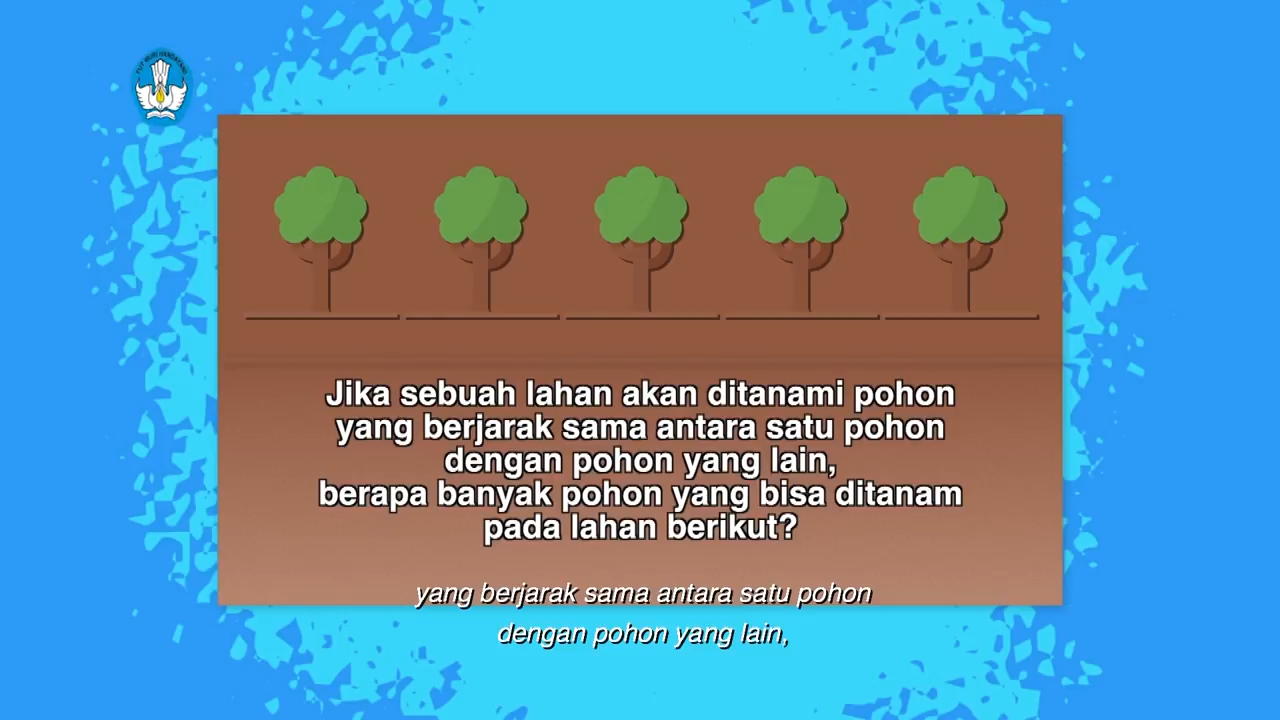 Jika sebuah lahan akan ditanami pohon
yang berjarak sama antara satu pohon
dengan pohon yang lain,
berapa banyak pohon yang bisa ditanam
pada lahan berikut?
yang berjarak sama antara satu pohon
dengan pohon yang lain,